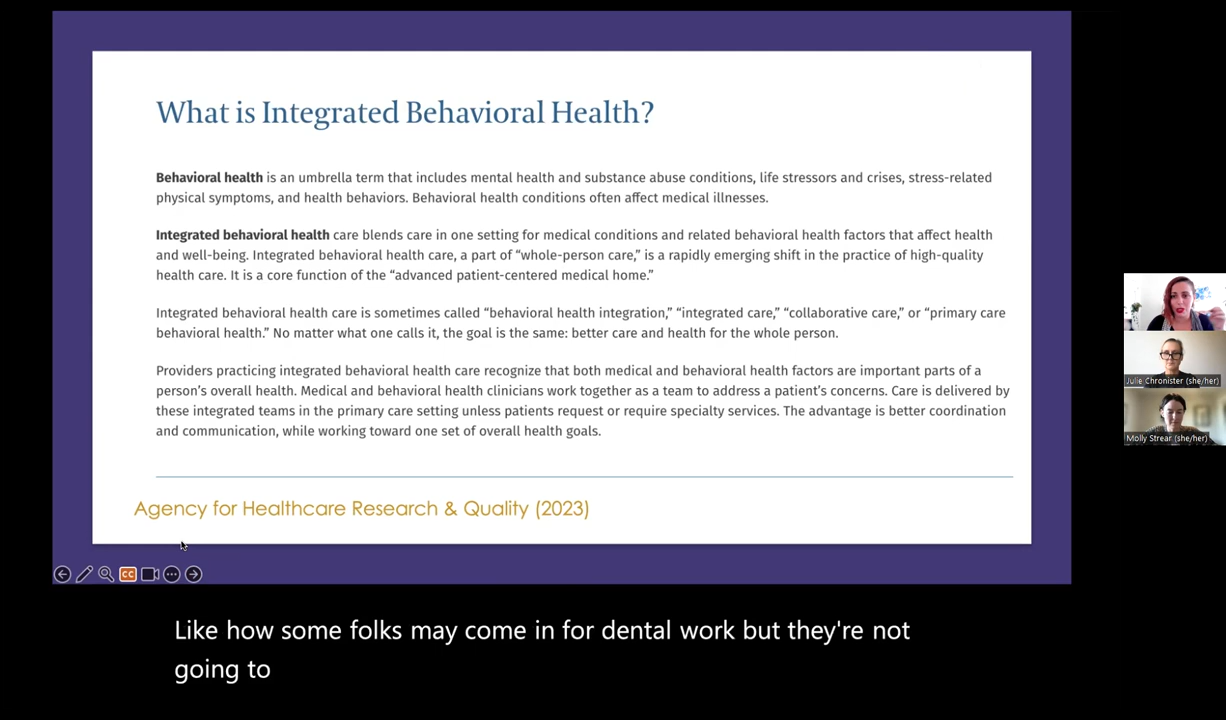 What is Integrated Behavioral Health?
Behavioral health is an umbrella term that includes mental health and substance abuse conditions, life stressors and crises, stress-related
physical symptoms, and health behaviors. Behavioral health conditions often affect medical illnesses.
Integrated behavioral health care blends care in one setting for medical conditions and related behavioral health factors that affect health
and well-being. Integrated behavioral health care, a part of “whole-person care,” is a rapidly emerging shift in the practice of high-quality
health care. It is a core function of the “advanced patient-centered medical home.”
Integrated behavioral health care is sometimes called “behavioral health integration,” “integrated care,” “collaborative care,” or “primary care
behavioral health.” No matter what one calls it, the goal is the same: better care and health for the whole person.
Providers practicing integrated behavioral health care recognize that both medical and behavioral health factors are important parts of a
person’s overall health. Medical and behavioral health clinicians work together as a team to address a patient’s concerns. Care is delivered by
these integrated teams in the primary care setting unless patients request or require specialty services. The advantage is better coordination
and communication, while working toward one set of overall health goals.
Agency for Healthcare Research & Quality (2023)
CC
Julie Chronister (she/her)
Molly Strear (she/her)
Like how some folks may come in for dental work but they're not
going to